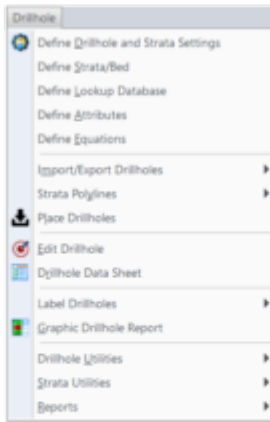 Drillhole
Define Drillhole and Strata Settings
Define Strata/Bed
Define Lookup Database
Define Attributes
Define Equations
Import/Export Drillholes
Strata Polylines
Place Drillholes
Edit Drillhole
Drillhole Data Sheet
Label Drillholes
Graphic Drillhole Report
Drillhole Utilities
Strata Utilities
Reports